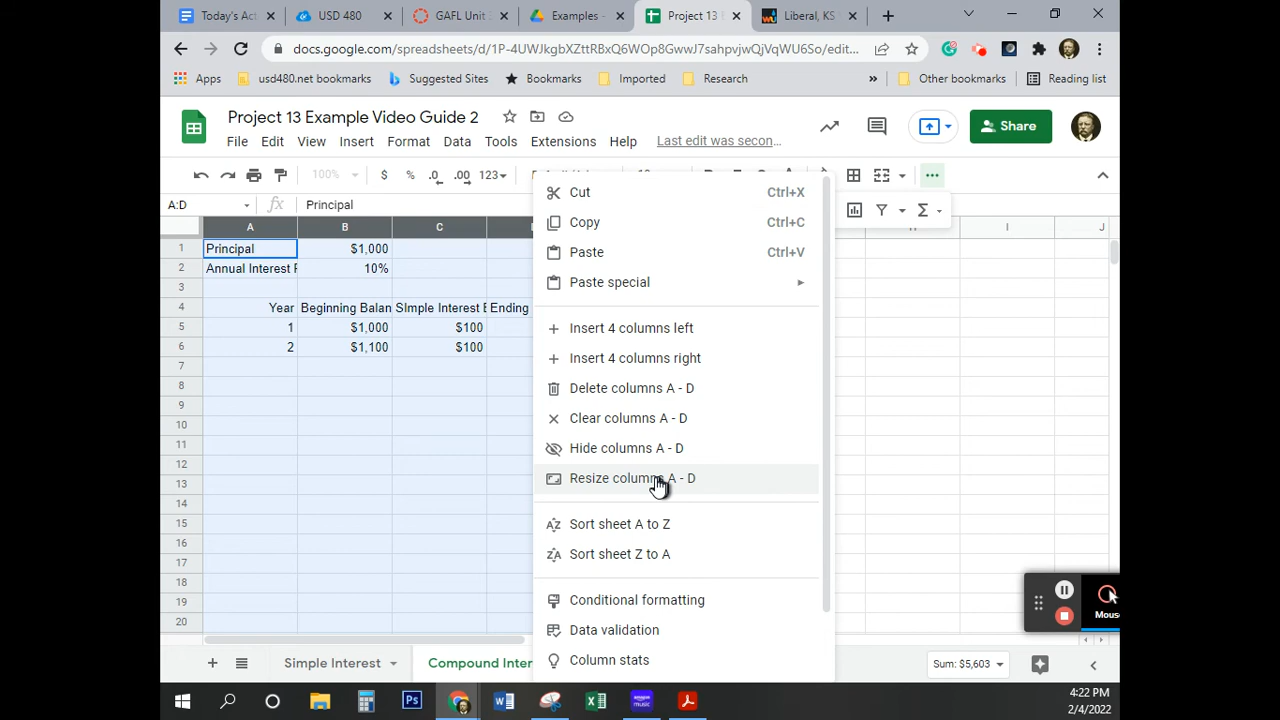 Today's Act
USD 480
GAFL Unit
Examples -
Project 13
Liberal, KS
docs.google.com/spreadsheets/d/1P-4UWJkgbXZttRBxQ6WOp8GwwJ7sahpvjwQjVqWU6So/edit...
Apps
usd480.net bookmarks
Suggested Sites
Bookmarks
Imported
Research
»
Other bookmarks
Reading list
Project 13 Example Video Guide 2
Share
File Edit View Insert Format Data Tools Extensions Help Last edit was secon...
100% $ % .0 .00 123
A:D fx Principal
A B C I J
1 Principal $1,000
2 Annual Interest 10%
3
4 Year Beginning Balan SImple Interest Ending
5 1 $1,000 $100
6 2 $1,100 $100
7
8
9
10
11
12
13
14
15
16
17
18
19
20
Cut Ctrl+X
Copy Ctrl+C
Paste Ctrl+V
Paste special
Insert 4 columns left
Insert 4 columns right
Delete columns A - D
Clear columns A - D
Hide columns A - D
Resize columns A - D
Sort sheet A to Z
Sort sheet Z to A
Conditional formatting
Data validation
Column stats
Mous
Simple Interest
Compound Inter
Sum: $5,603
4:22 PM
2/4/2022